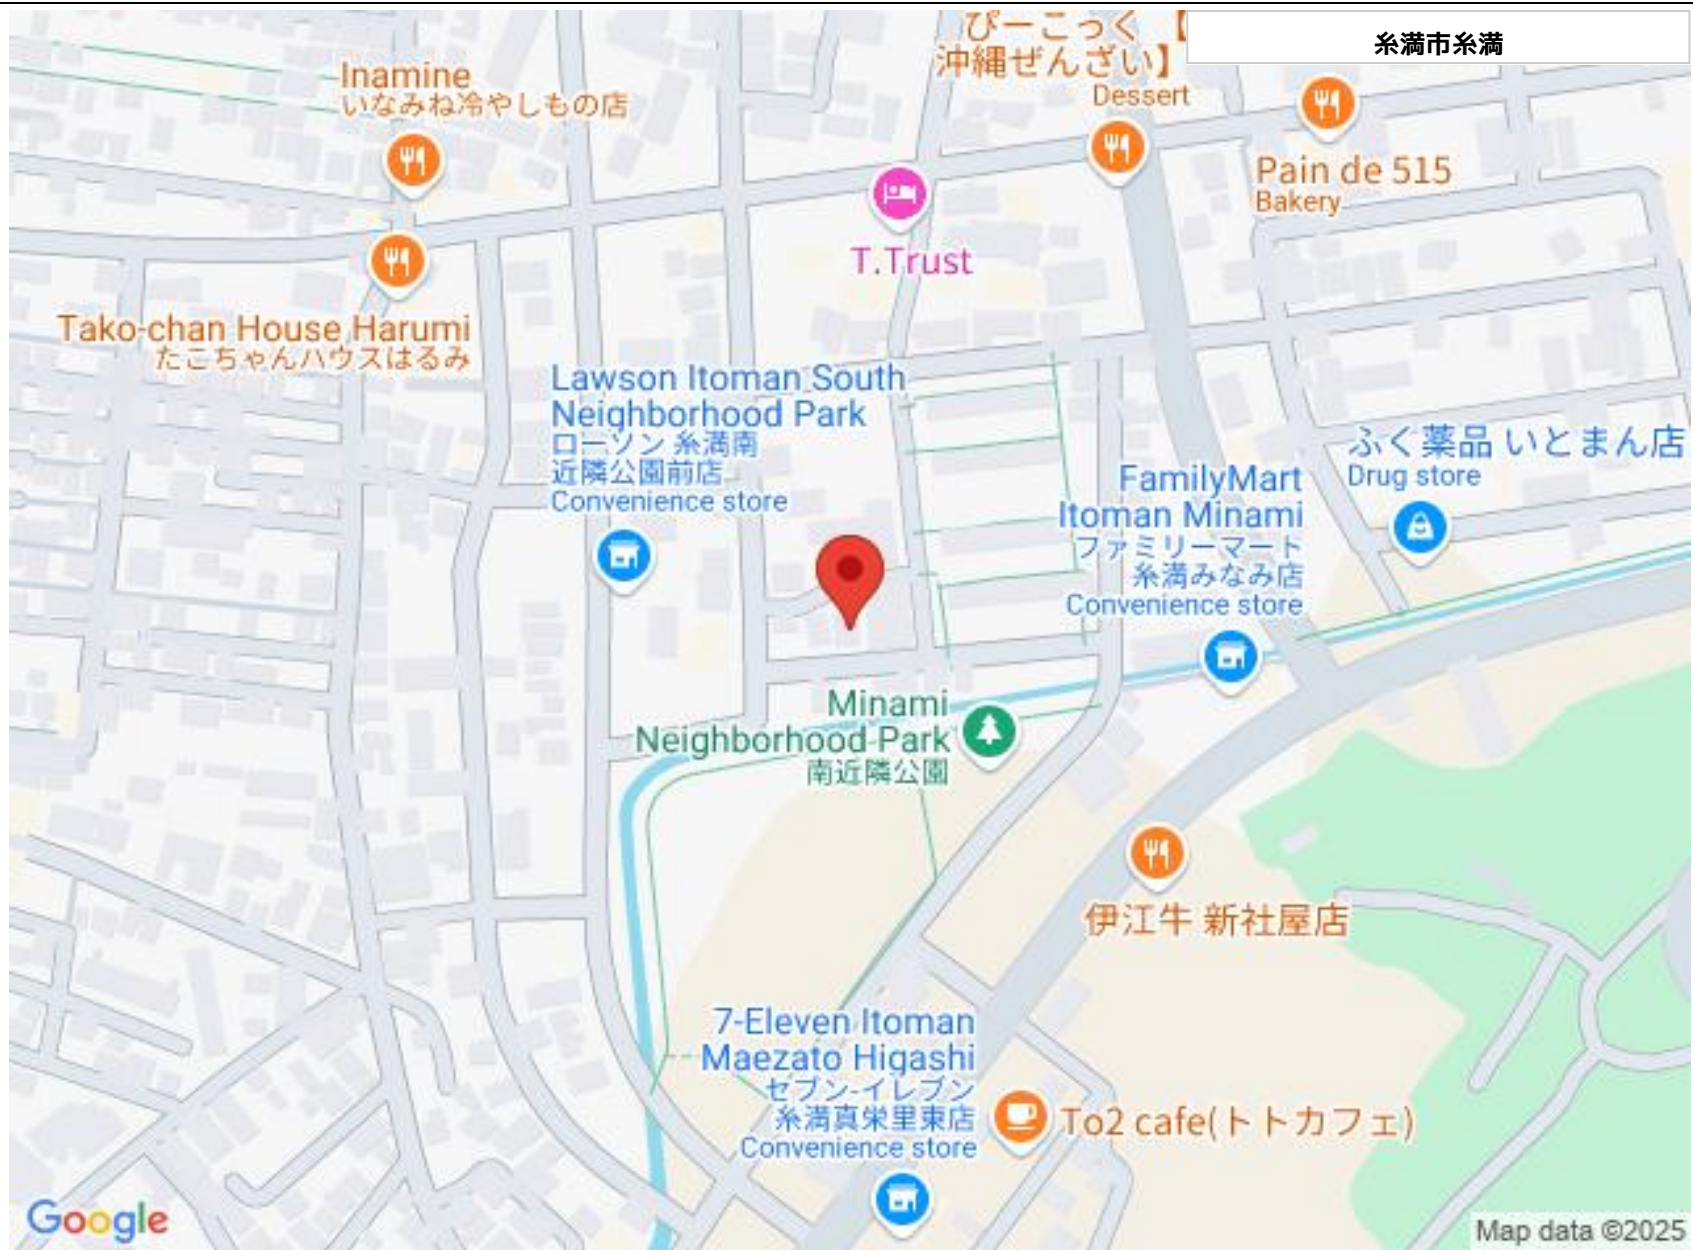 ぴーこっく 【
沖縄ぜんざい】
Dessert
糸満市糸満
Inamine
いなみね冷やしもの店
Pain de 515
Bakery
T.Trust
Tako-chan House Harumi
たこちゃんハウスはるみ
Lawson Itoman South
Neighborhood Park
ローソン 糸満南
近隣公園前店
Convenience store
ふく薬品 いとまん店
Drug store
FamilyMart
Itoman Minami
ファミリーマート
糸満みなみ店
Convenience store
Minami
Neighborhood Park
南近隣公園
伊江牛 新社屋店
7-Eleven Itoman
Maezato Higashi
セブン-イレブン
糸満真栄里東店
Convenience store
To2 cafe(トトカフェ)
Google
Map data ©2025